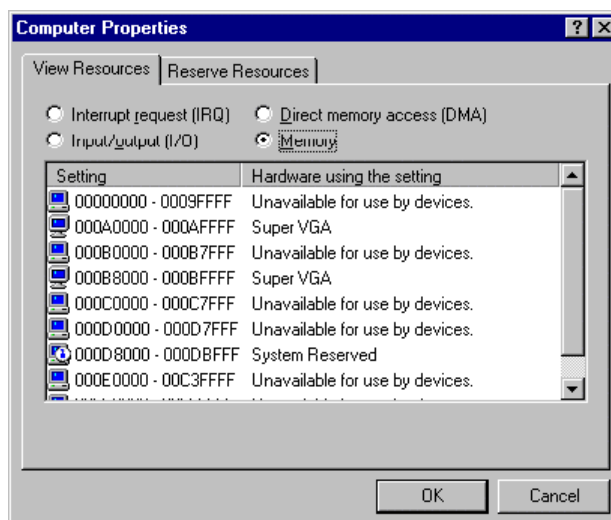 Computer Properties
View Resources Reserve Resources
Interrupt request (IRQ) Direct memory access (DMA)
Input/output (I/O) Memory
Setting Hardware using the setting
00000000 - 0009FFFF Unavailable for use by devices.
000A0000 - 000AFFFF Super VGA
000B0000 - 000B7FFF Unavailable for use by devices.
000B8000 - 000BFFFF Super VGA
000C0000 - 000C7FFF Unavailable for use by devices.
000D0000 - 000D7FFF Unavailable for use by devices.
000D8000 - 000DBFFF System Reserved
000E0000 - 00C3FFFF Unavailable for use by devices.
OK Cancel